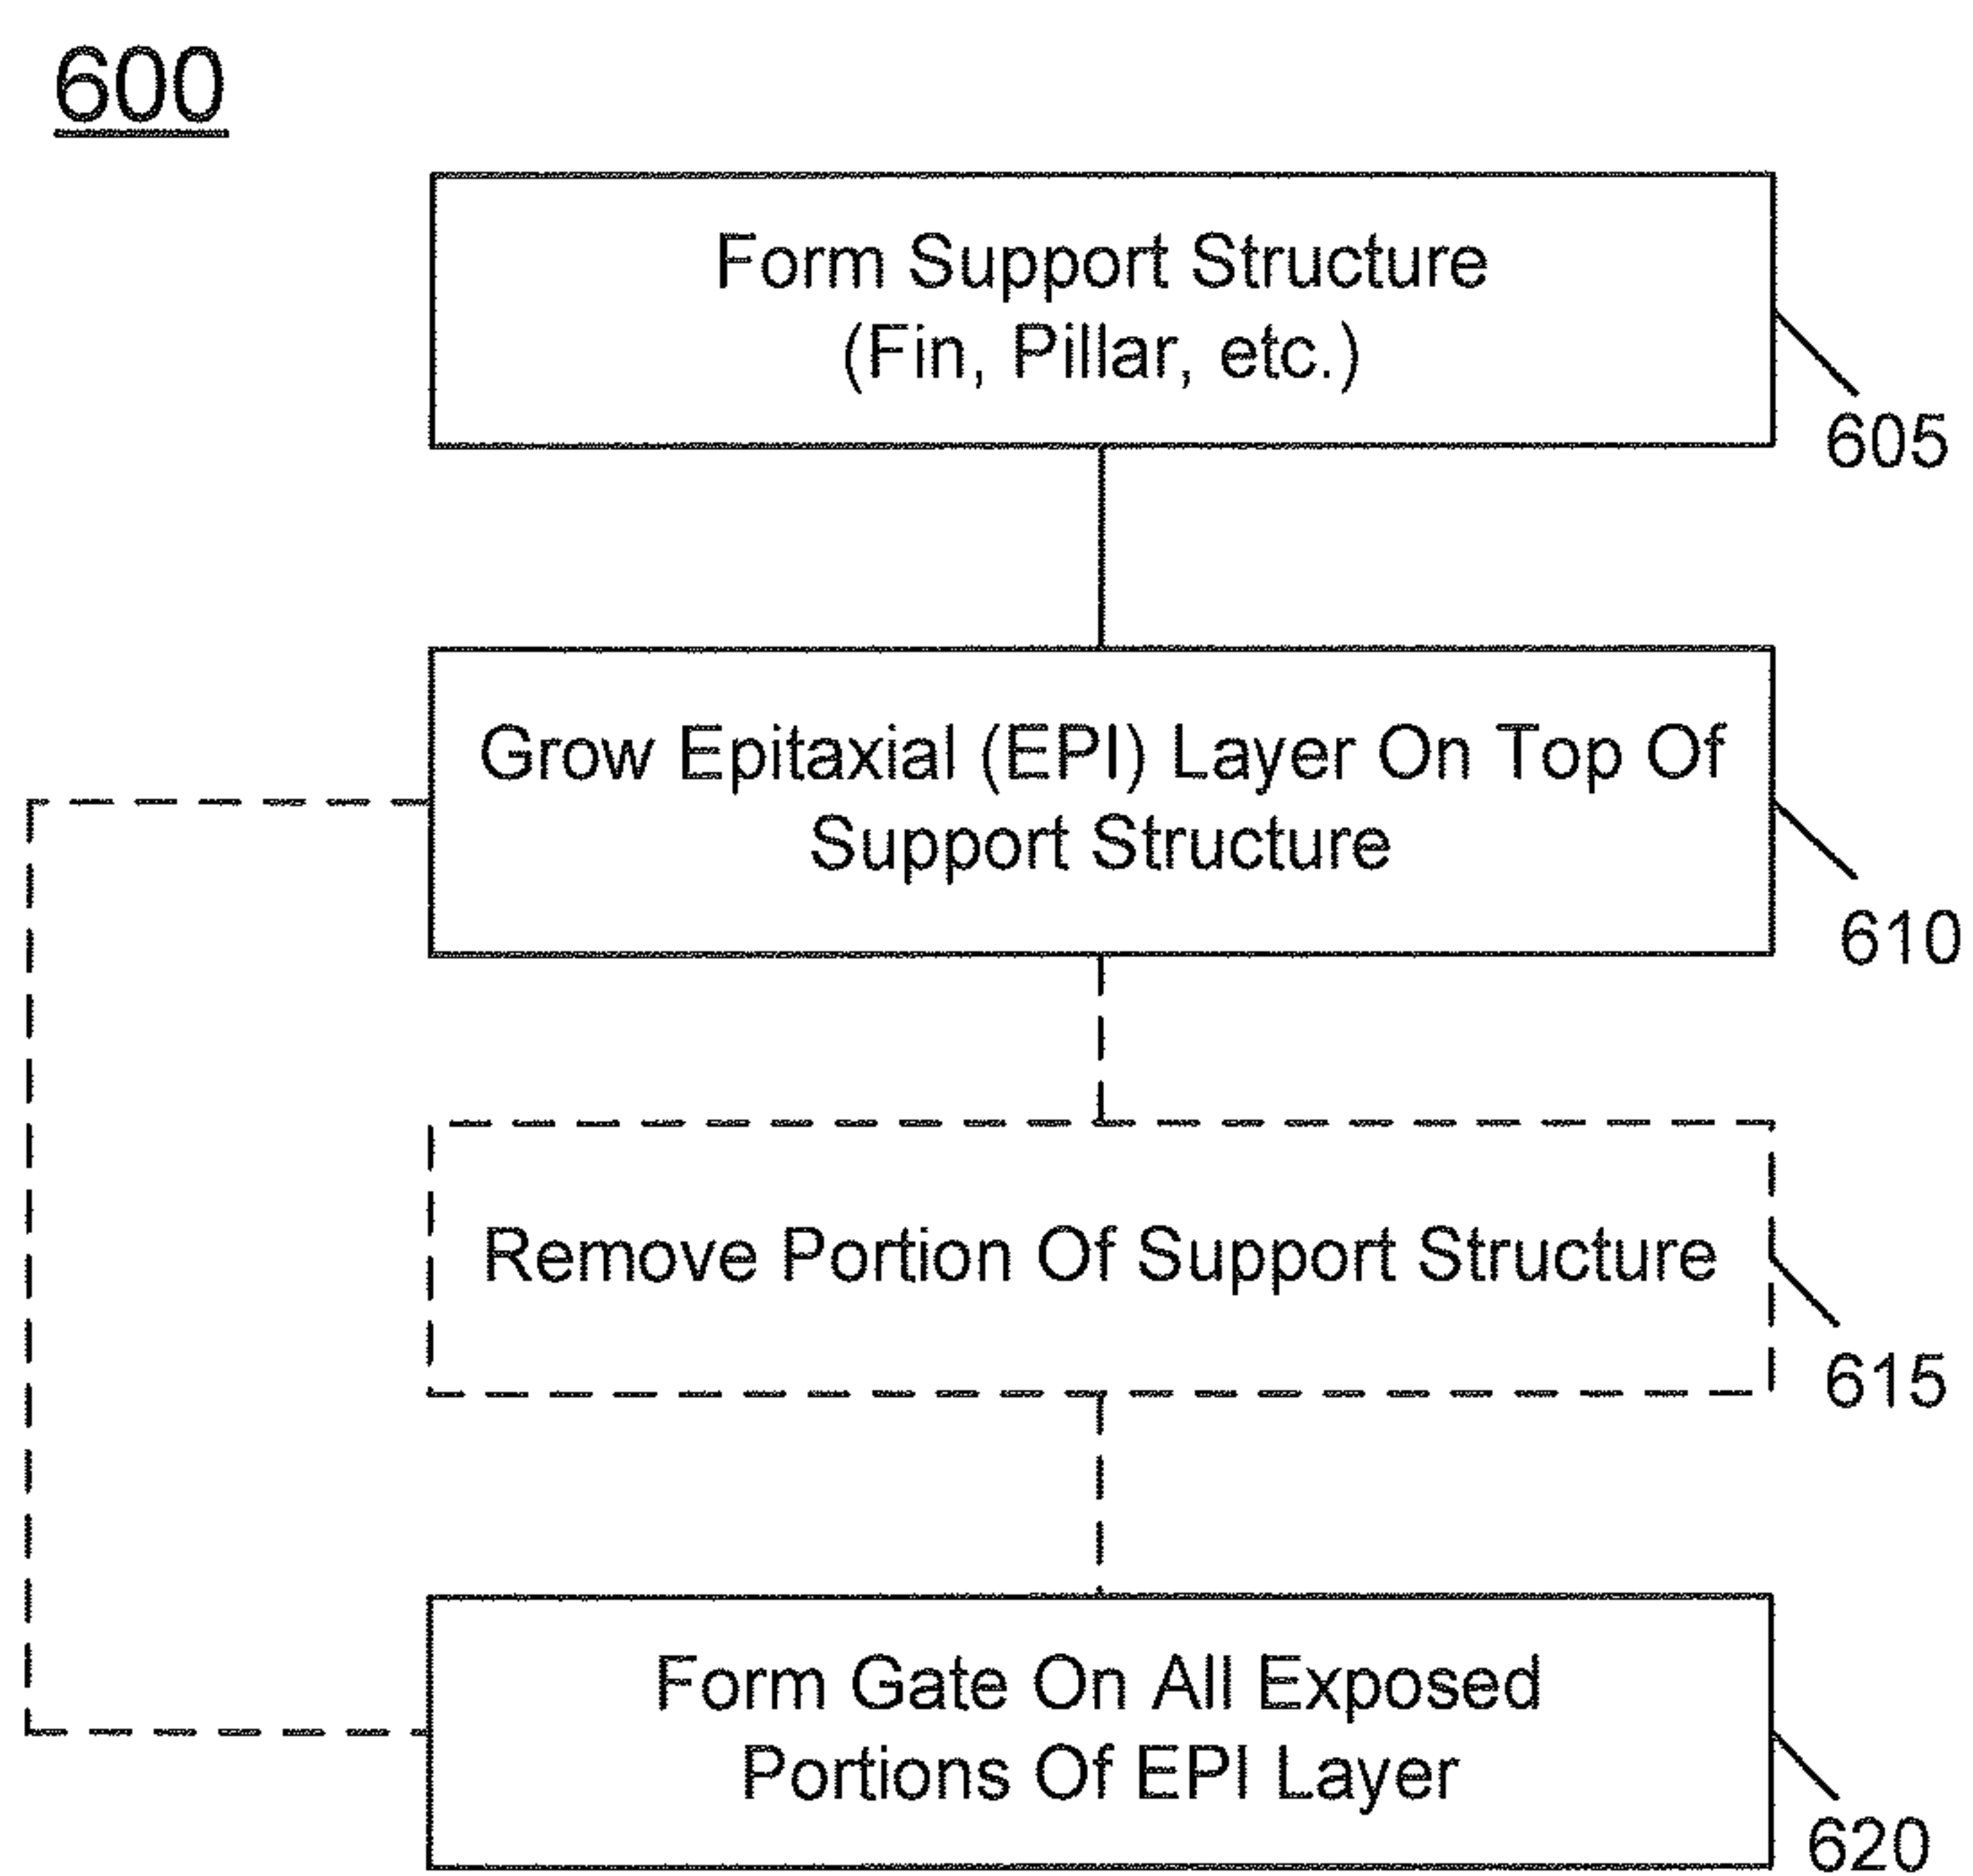 600
Form Support Structure
(Fin, Pillar, etc.)
605
Grow Epitaxial (EPI) Layer On Top Of
Support Structure
610
Remove Portion Of Support Structure
615
Form Gate On All Exposed
Portions Of EPI Layer
620